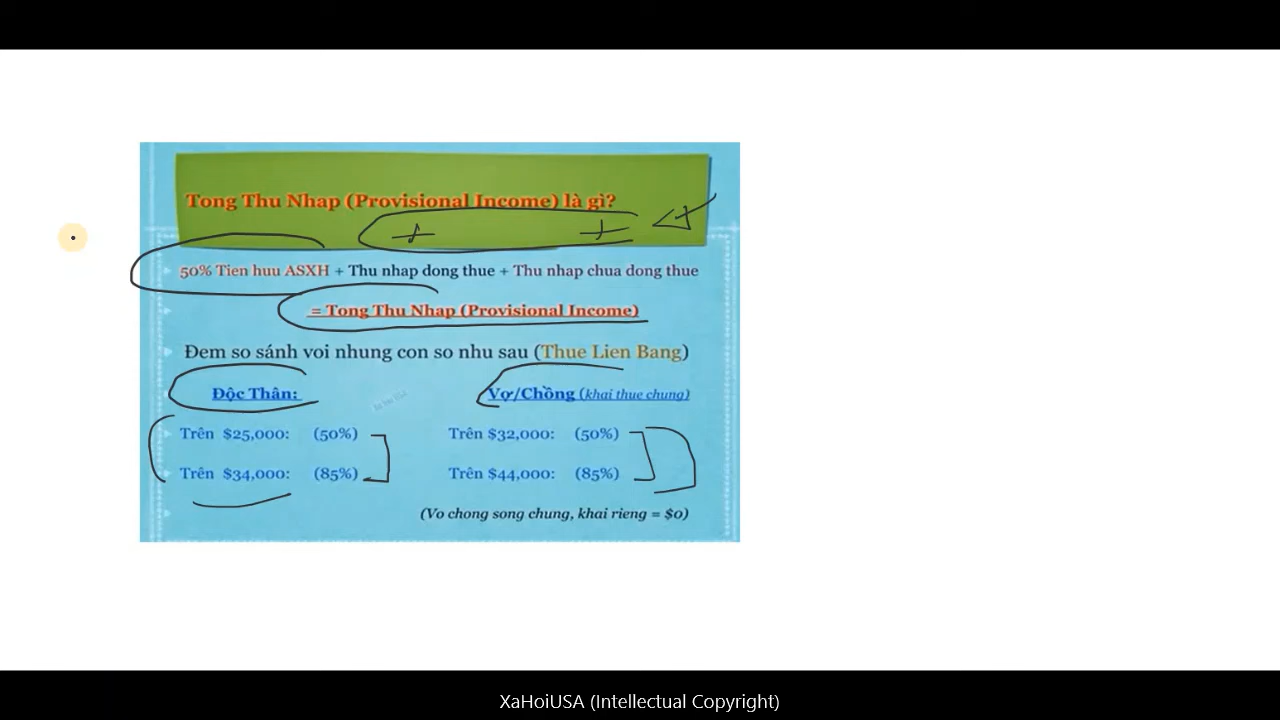 Tong Thu Nhap (Provisional Income) là gì?
50% Tien huu ASXH + Thu nhap dong thue + Thu nhap chua dong thue
= Tong Thu Nhap (Provisional Income)
Đem so sánh voi nhung con so nhu sau (Thue Lien Bang)
Độc Thân: Vợ/Chồng (khai thue chung)
Trên $25,000: (50%) Trên $32,000: (50%)
Trên $34,000: (85%) Trên $44,000: (85%)
(Vo chong song chung, khai rieng = $0)
XaHoiUSA (Intellectual Copyright)